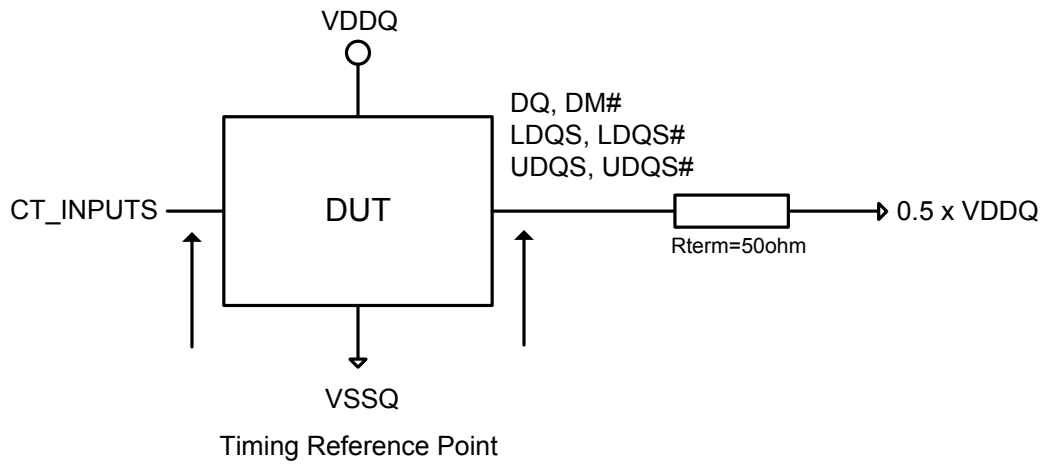 VDDQ
DQ, DM#
LDQS, LDQS#
UDQS, UDQS#
CT_INPUTS
DUT
0.5 x VDDQ
Rterm=50ohm
VSSQ
Timing Reference Point